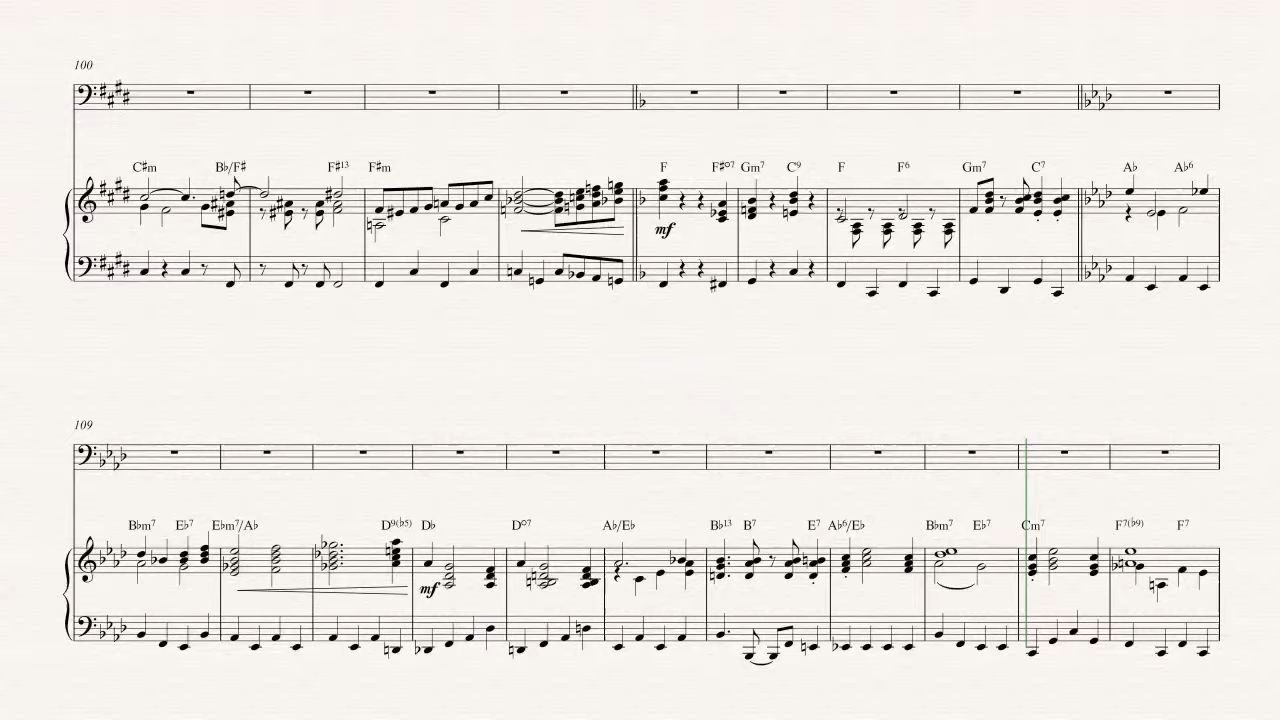 100
C♯m B♭/F♯ F♯13 F♯m F F♯o7 Gm7 C9 F F6 Gm7 C7 A♭ A♭6
mf
109
B♭m7 E♭7 E♭m7/A♭ D9(♭5) D♭ Do7 A♭/E♭ B♭13 B7 E7 A♭6/E♭ B♭m7 E♭7 Cm7 F7(♭9) F7
mf